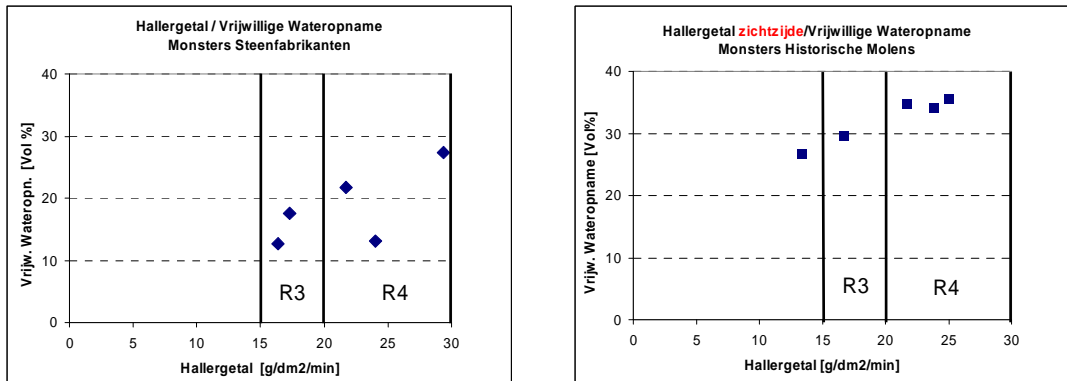 Hallergetal / Vrijwillige Wateropname
Monsters Steenfabrikanten
Vrijw. Wateropn. [Vol %]
40
30
20
10
0
R3
R4
0 5 10 15 20 25 30
Hallergetal [g/dm2/min]
Hallergetal zichtzijde/Vrijwillige Wateropname
Monsters Historische Molens
Vrijw. Wateropname [Vol%]
40
30
20
10
0
R3
R4
0 5 10 15 20 25 30
Hallergetal [g/dm2/min]